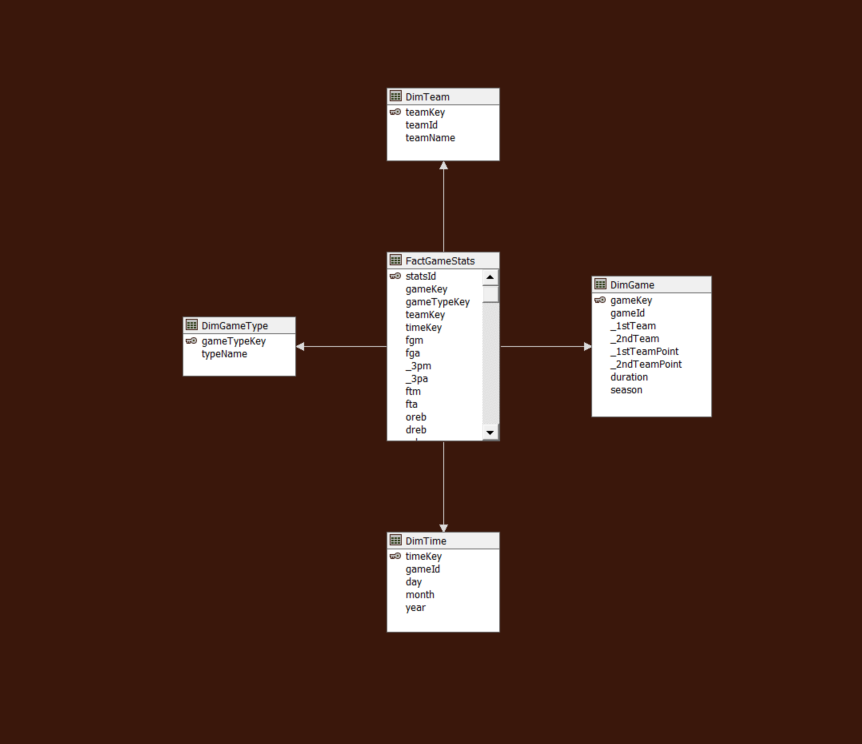 DimTeam
teamKey
teamId
teamName
FactGameStats
statsId
gameKey
gameTypeKey
teamKey
timeKey
fgm
fga
_3pm
_3pa
ftm
fta
oreb
dreb
DimGameType
gameTypeKey
typeName
DimGame
gameKey
gameId
_1stTeam
_2ndTeam
_1stTeamPoint
_2ndTeamPoint
duration
season
DimTime
timeKey
gameId
day
month
year